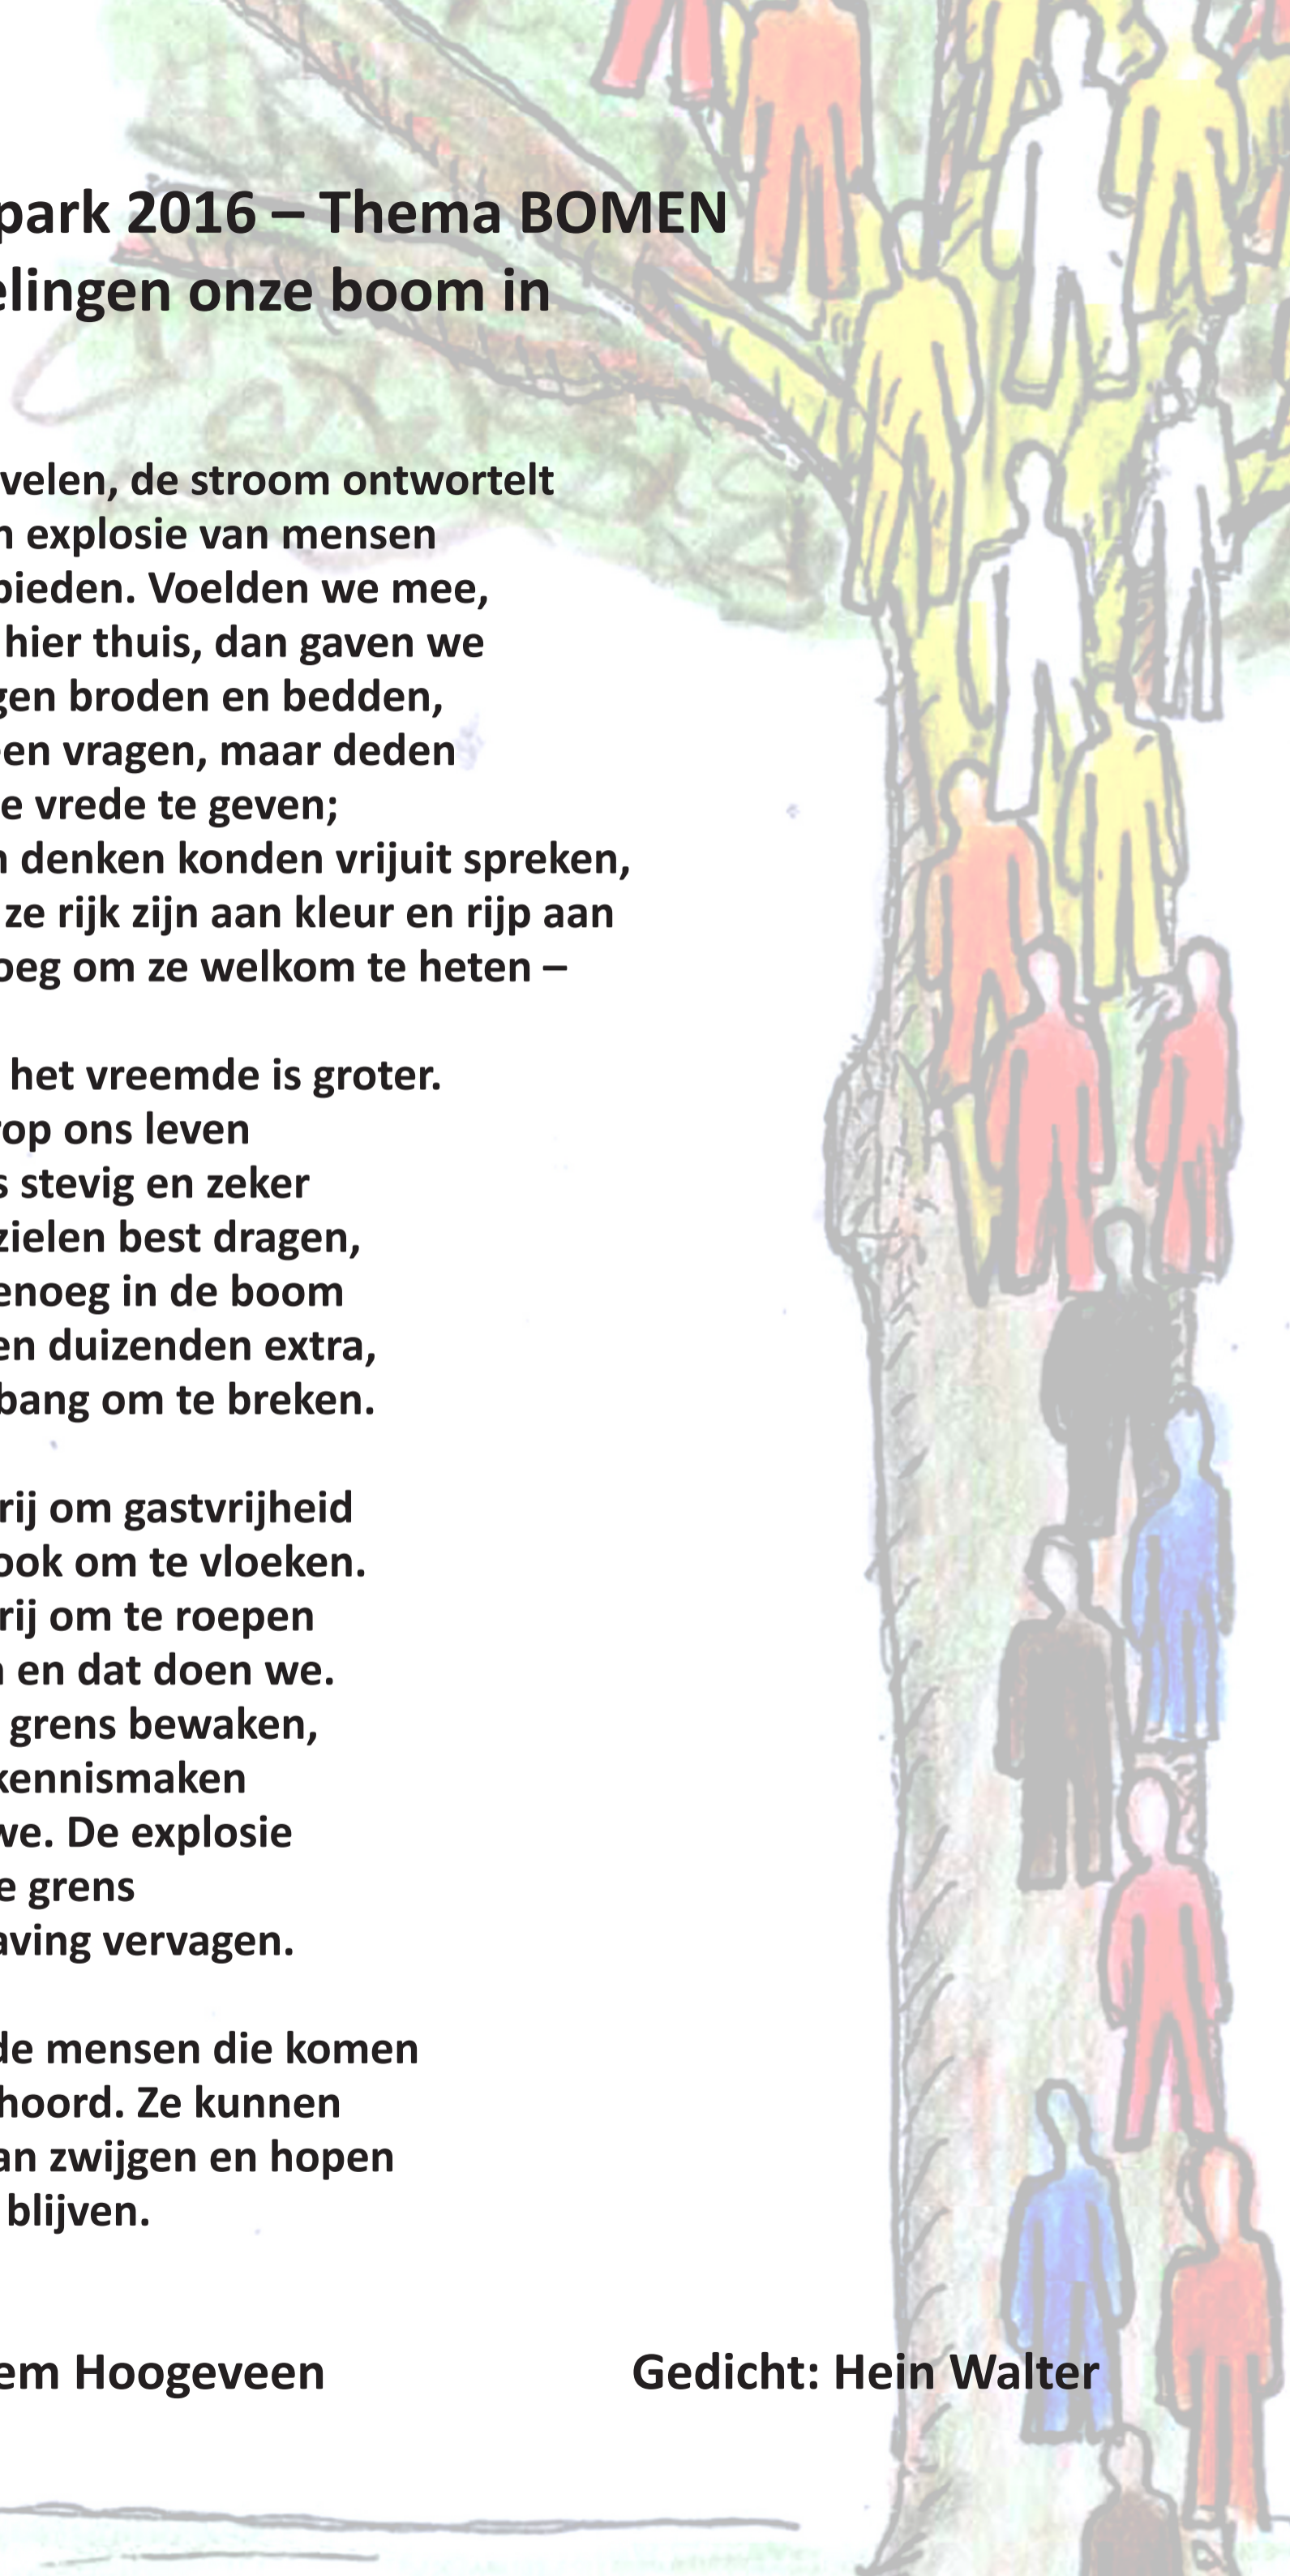 park 2016 – Thema BOMEN
elingen onze boom in
velen, de stroom ontwortelt
n explosie van mensen
bieden. Voelden we mee,
hier thuis, dan gaven we
gen broden en bedden,
en vragen, maar deden
e vrede te geven;
n denken konden vrijuit spreken,
ze rijk zijn aan kleur en rijp aan
oeg om ze welkom te heten –
het vreemde is groter.
rop ons leven
s stevig en zeker
zielen best dragen,
enoeg in de boom
en duizenden extra,
bang om te breken.
rij om gastvrijheid
ook om te vloeken.
rij om te roepen
n en dat doen we.
grens bewaken,
kennismaken
we. De explosie
e grens
aving vervagen.
de mensen die komen
hoord. Ze kunnen
an zwijgen en hopen
blijven.
em Hoogeveen
Gedicht: Hein Walter